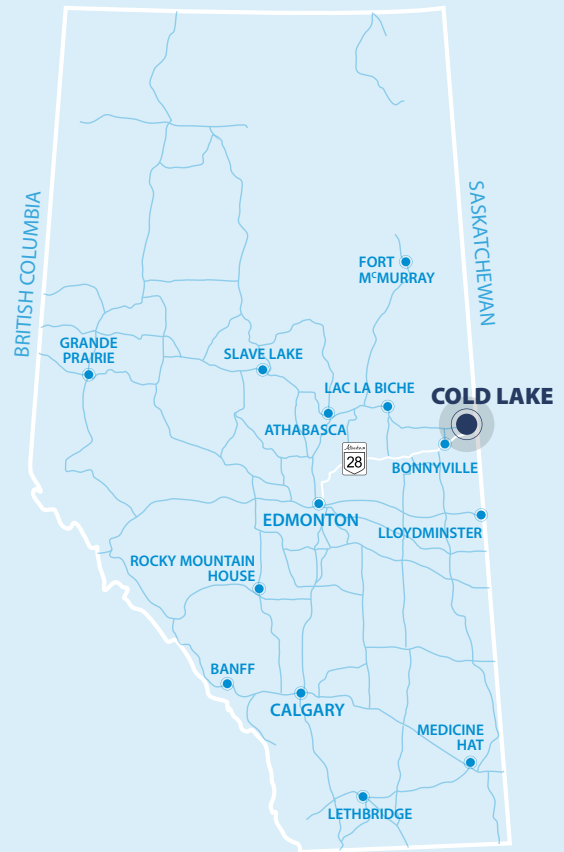 BRITISH COLUMBIA
SASKATCHEWAN
FORT
MCMURRAY
GRANDE
PRAIRIE
SLAVE LAKE
LAC LA BICHE
COLD LAKE
ATHABASCA
Alberta
28
BONNYVILLE
EDMONTON
LLOYDMINSTER
ROCKY MOUNTAIN
HOUSE
BANFF
CALGARY
MEDICINE
HAT
LETHBRIDGE